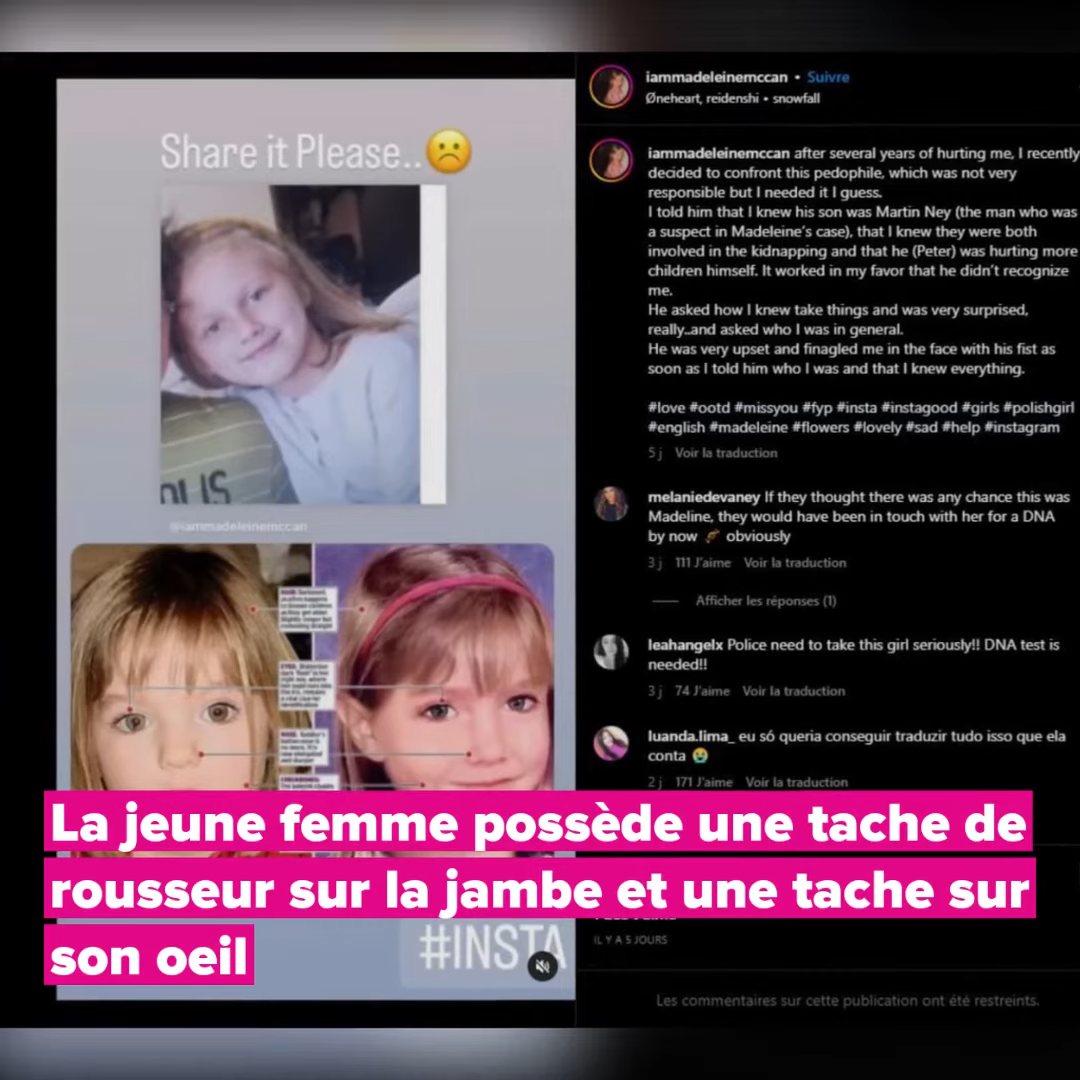 Share it Please..☹️
@iammadeleinemccan
iammadeleinemccan • Suivre
Øneheart, reidenshi • snowfall
iammadeleinemccan after several years of hurting me, I recently
decided to confront this pedophile, which was not very
responsible but I needed it I guess.
I told him that I knew his son was Martin Ney (the man who was
a suspect in Madeleine's case), that I knew they were both
involved in the kidnapping and that he (Peter) was hurting more
children himself. It worked in my favor that he didn't recognize
me.
He asked how I knew take things and was very surprised,
really..and asked who I was in general.
He was very upset and finagled me in the face with his fist as
soon as I told him who I was and that I knew everything.
#love #ootd #missyou #fyp #insta #instagood #girls #polishgirl
#english #madeleine #flowers #lovely #sad #help #instagram
5 j Voir la traduction
melaniedevaney If they thought there was any chance this was
Madeline, they would have been in touch with her for a DNA
by now obviously
3 j 111 J'aime Voir la traduction
Afficher les réponses (1)
leahangelx Police need to take this girl seriously!! DNA test is
needed!!
3 j 74 J'aime Voir la traduction
luanda.lima_ eu só queria conseguir traduzir tudo isso que ela
conta 😭
2 j 171 J'aime Voir la traduction
La jeune femme possède une tache de
rousseur sur la jambe et une tache sur
son oeil
#INSTA
IL Y A 5 JOURS
Les commentaires sur cette publication ont été restreints.